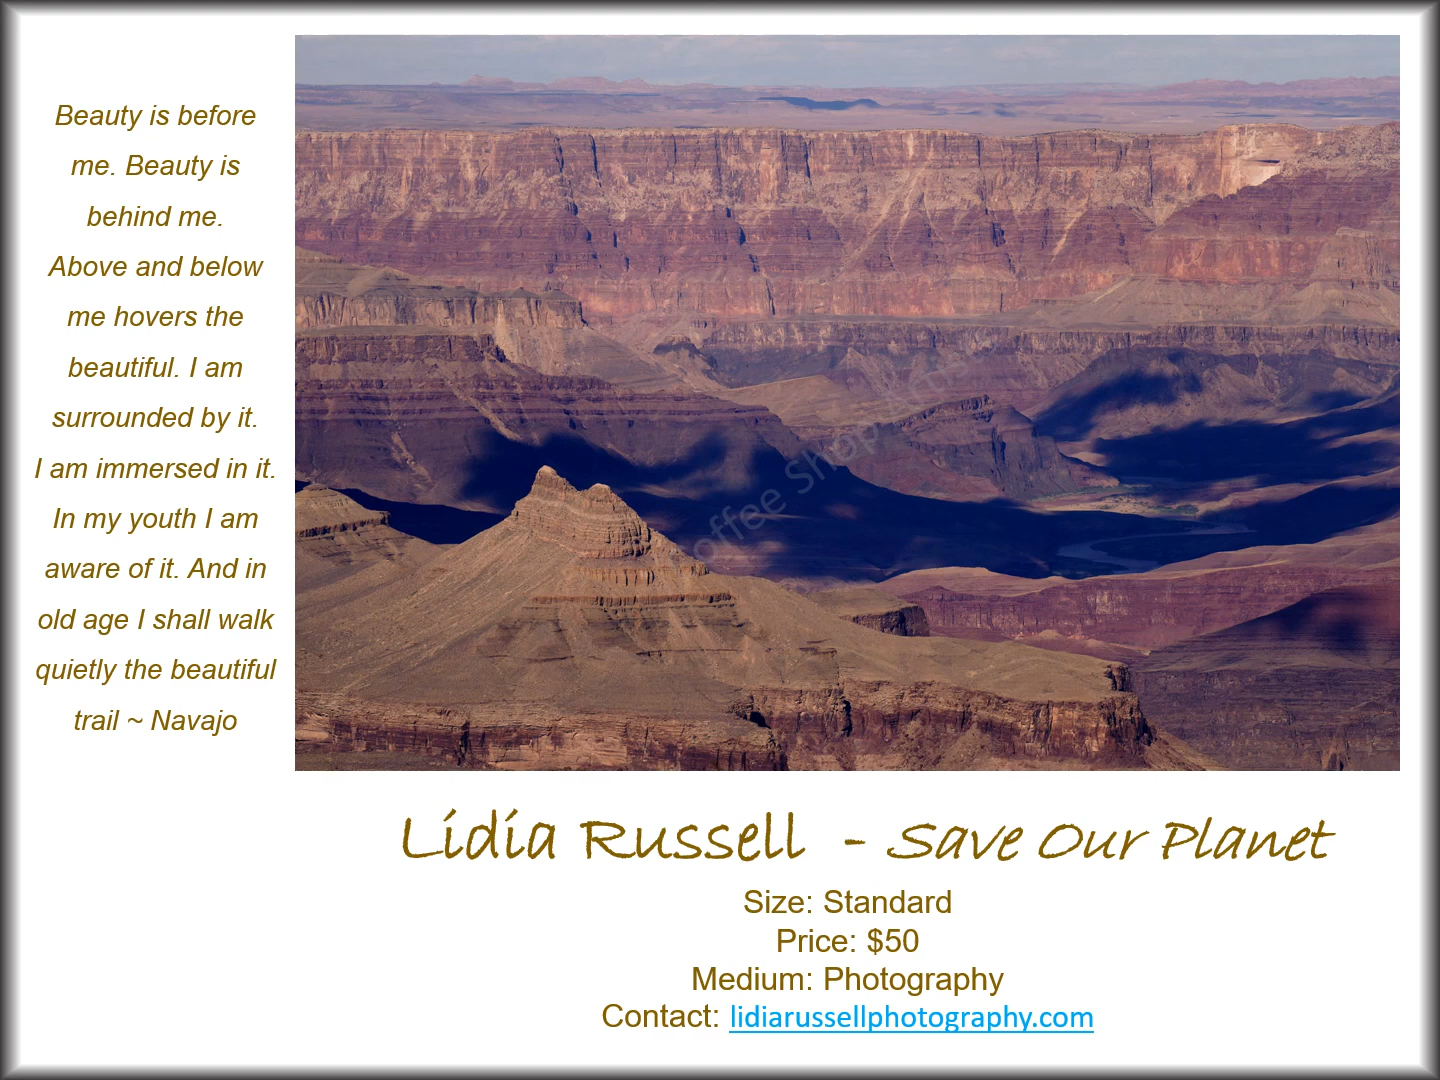 Beauty is before
me. Beauty is
behind me.
Above and below
me hovers the
beautiful. I am
surrounded by it.
I am immersed in it.
In my youth I am
aware of it. And in
old age I shall walk
quietly the beautiful
trail ~ Navajo
offee Shop
Lidia Russell - Save Our Planet
Size: Standard
Price: $50
Medium: Photography
Contact: lidiarussellphotography.com